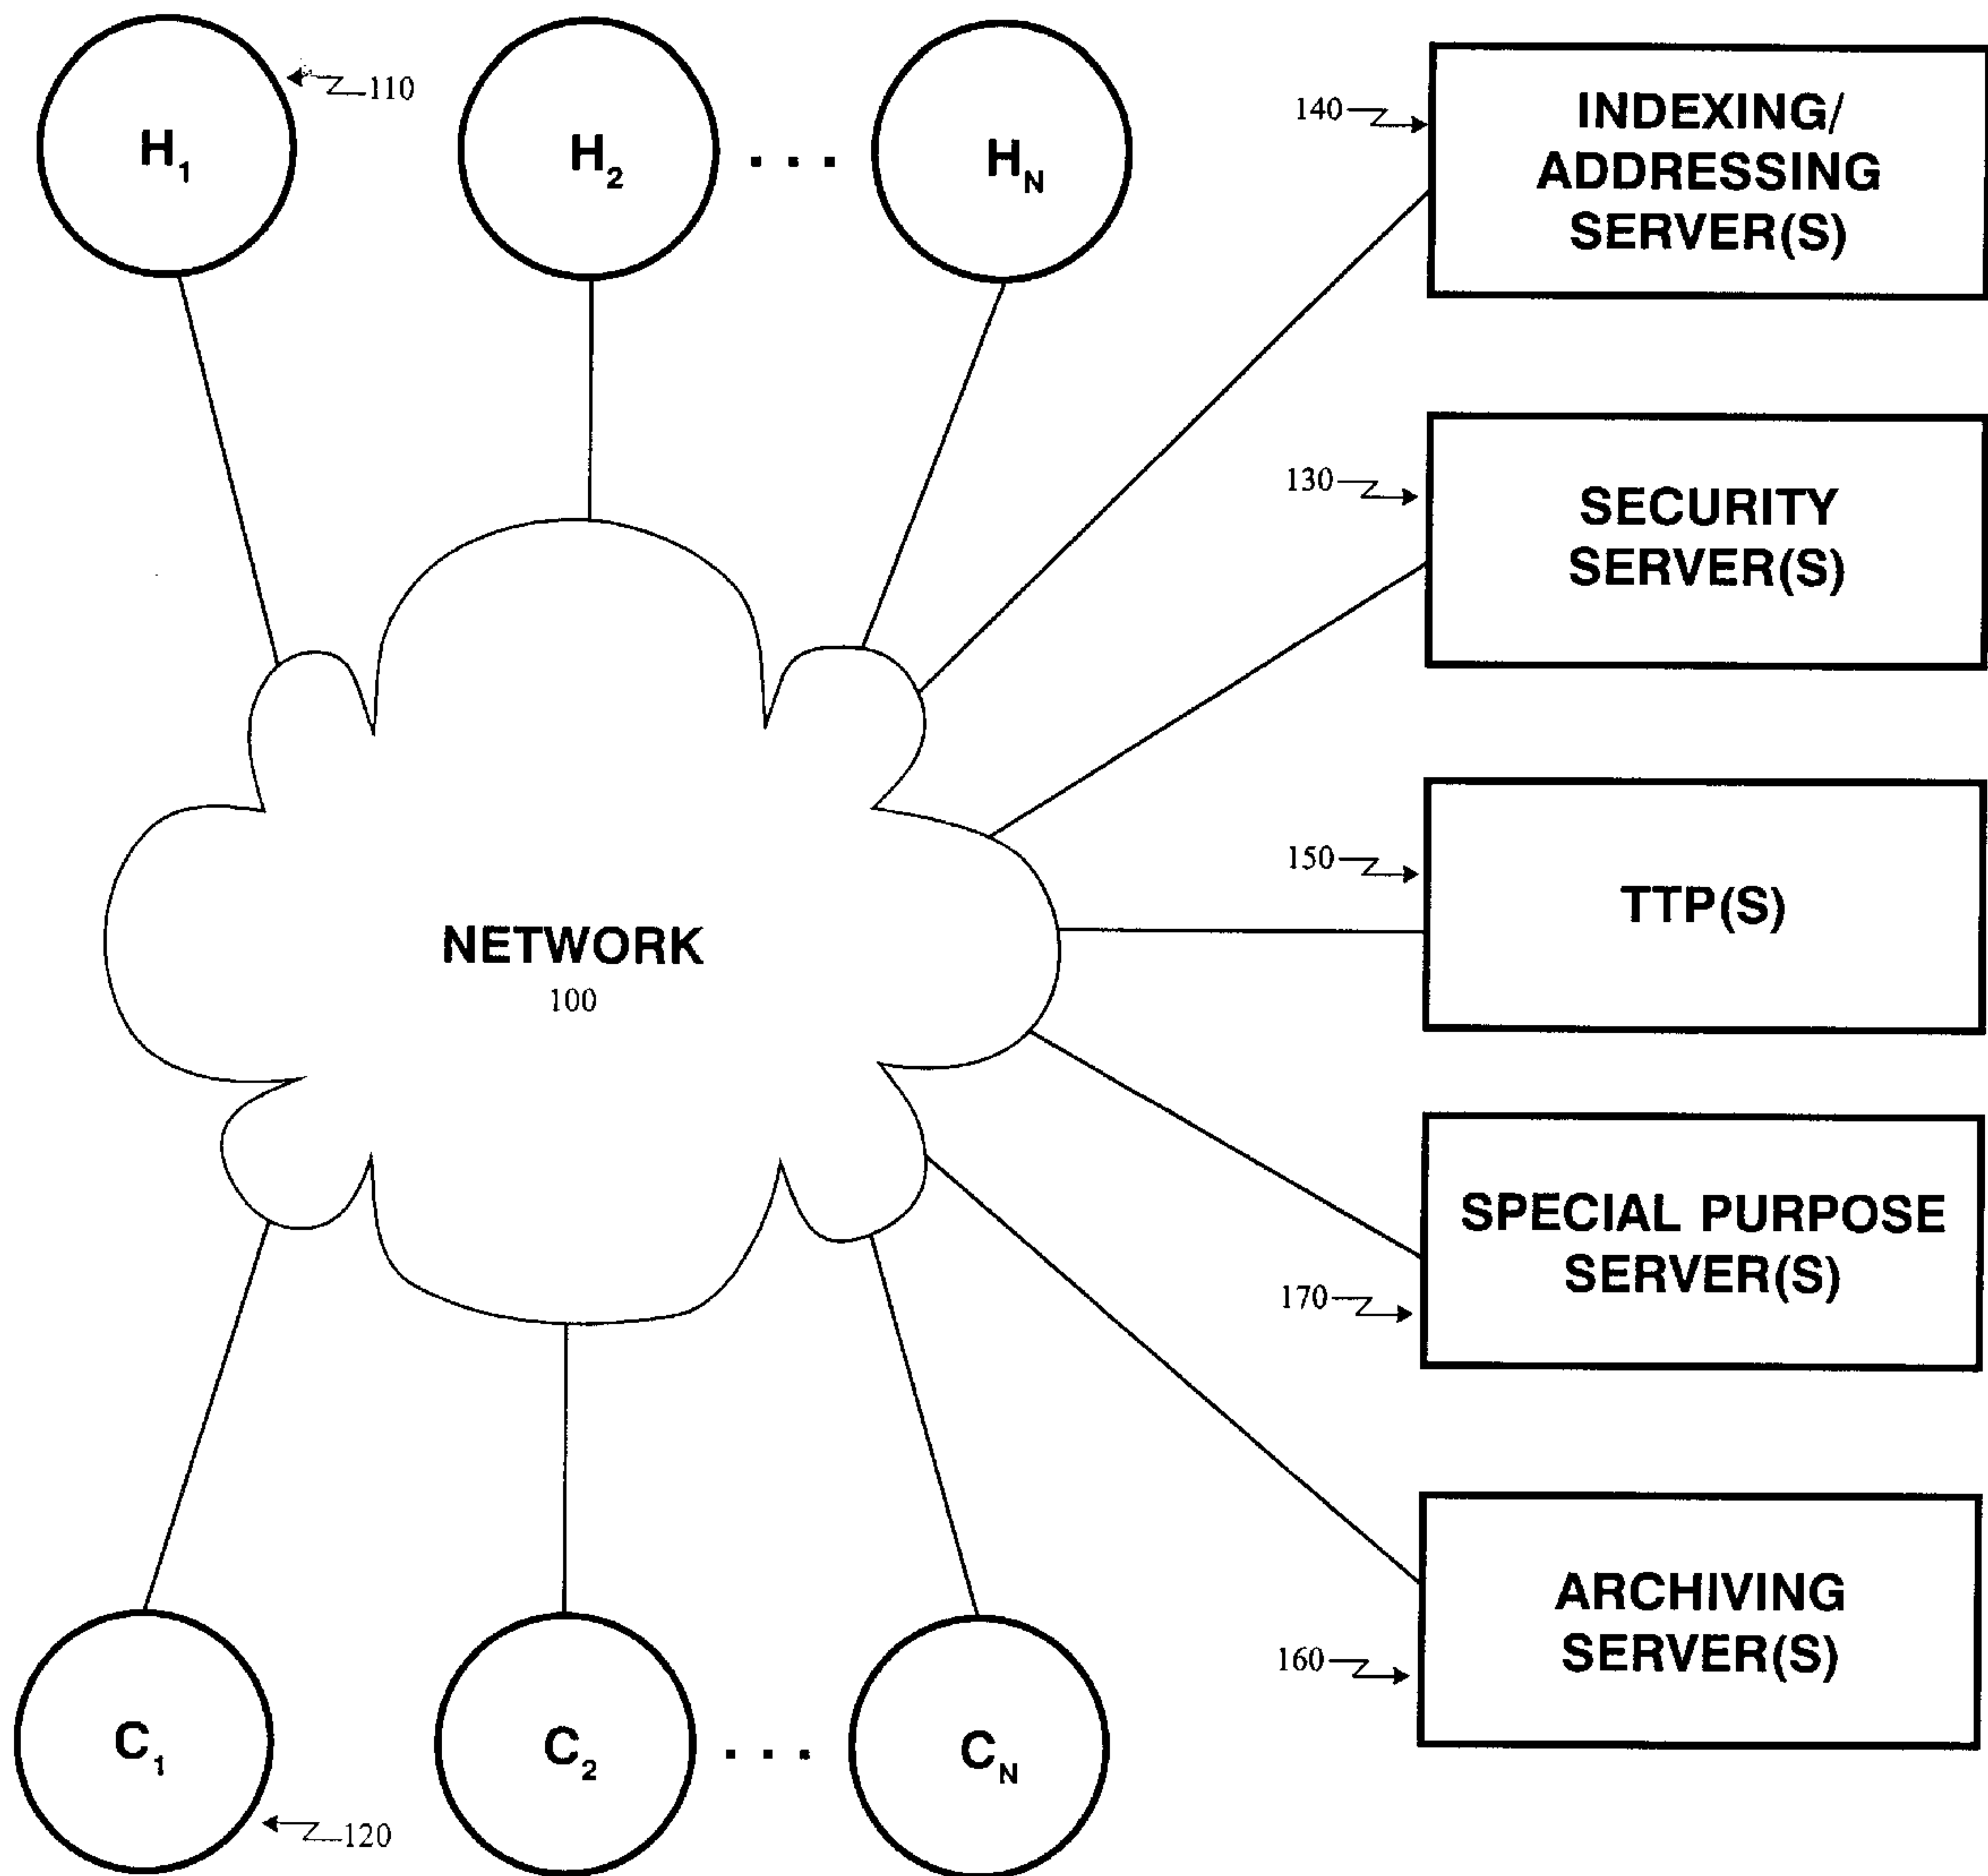 H1
110
H2
...
HN
140
INDEXING/
ADDRESSING
SERVER(S)
130
SECURITY
SERVER(S)
150
TTP(S)
NETWORK
100
SPECIAL PURPOSE
SERVER(S)
170
ARCHIVING
SERVER(S)
160
C1
120
C2
...
CN